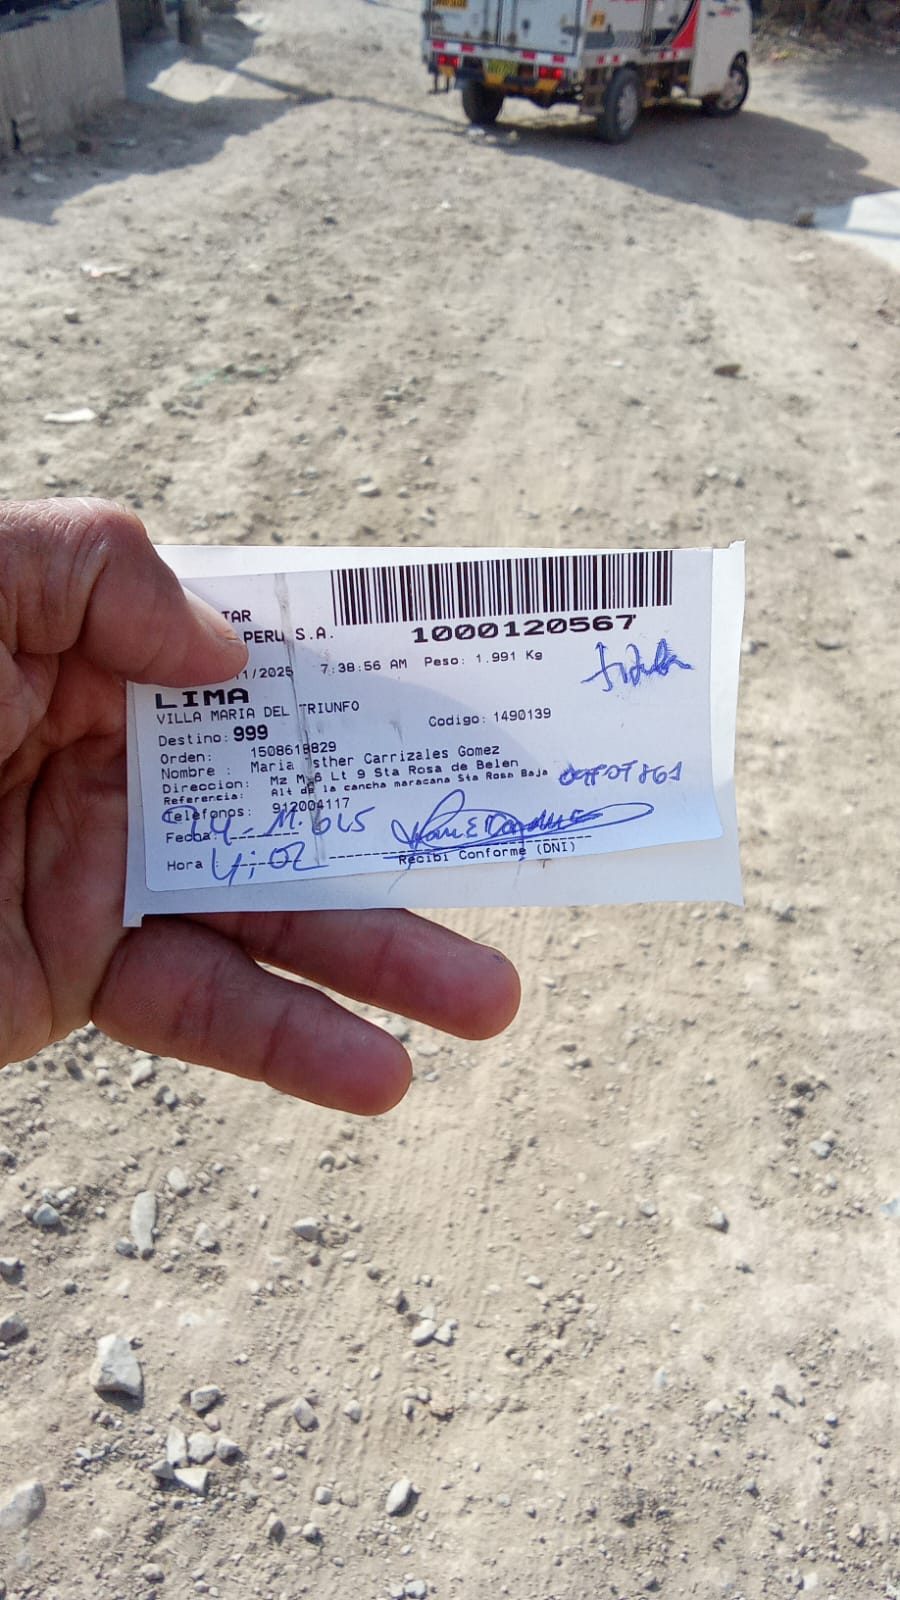 TAR
PERU S.A.
1000120567
11/2025 7:38:56 AM Peso: 1.991 Kg
LIMA
VILLA MARIA DEL TRIUNFO
Codigo: 1490139
Destino: 999
Orden:
Nombre : Maria Esther Carrizales Gomez
Direccion: Mz Lt 9 Sta Rosa de Belen
Referencia: Alt de la cancha maracana Sta Rosa Baja
Telefonos: 912004117
Fecha:
Hora : 4:02
Recibi Conforme (DNI)